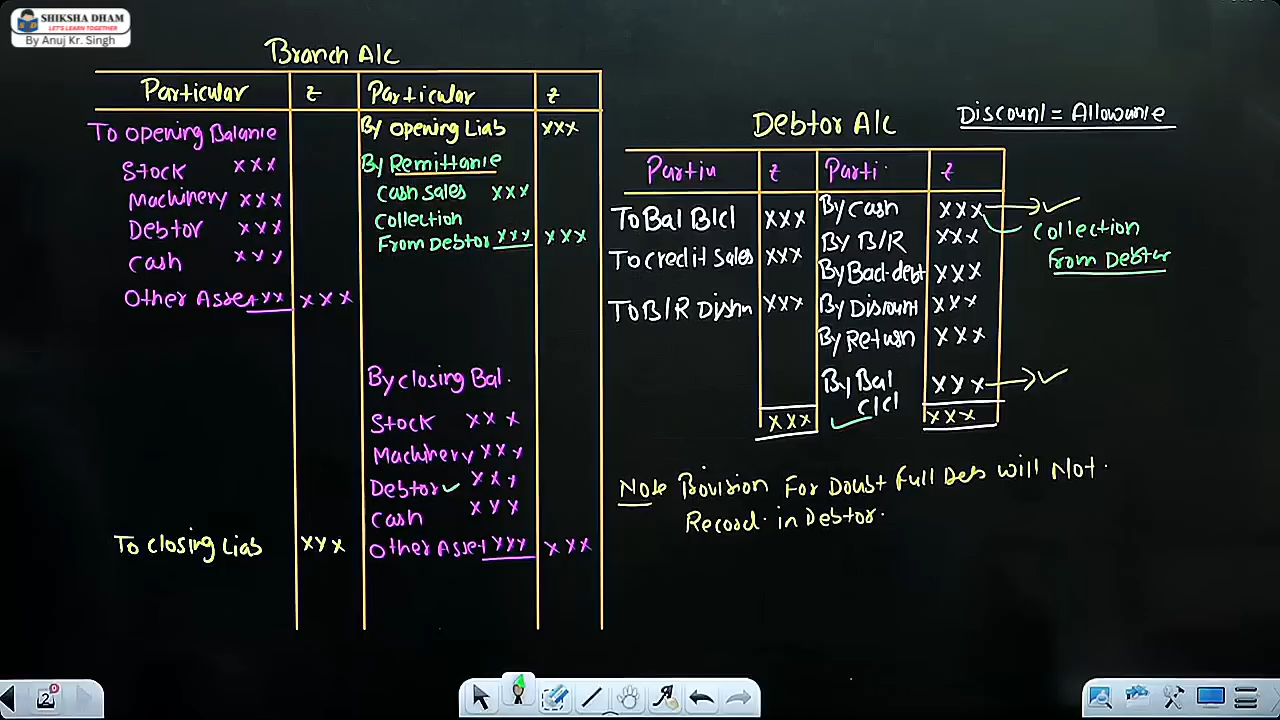 SHIKSHA DHAM
LET'S LEARN TOGETHER
By Anuj Kr. Singh
Branch A/c
Particular ₹ Particular ₹
To opening Balance
Stock xxx
Machinery xxx
Debtor xxx
Cash xxx
Other Asset xxx xxx
To closing Liab xxx
By opening Liab xxx
By Remittance
Cash Sales xxx
Collection
From Debtor xxx xxx
By closing Bal.
Stock xxx
Machinery xxx
Debtor ✓ xxx
Cash xxx
Other Asset xxx xxx
Discount = Allowance
Debtor A/c
₹ Parti. ₹
To Bal B/d xxx
To credit Sales xxx
To B/R xxx
xxx
By Cash xxx → ✓
Collection
From Debtor
By B/R xxx
By Bad debt xxx
By Discount xxx
By Return xxx
By Bal xxx → ✓
c/d
xxx
Note Provision For Doubt full Debs will Not.
Record. in Debtor.
2